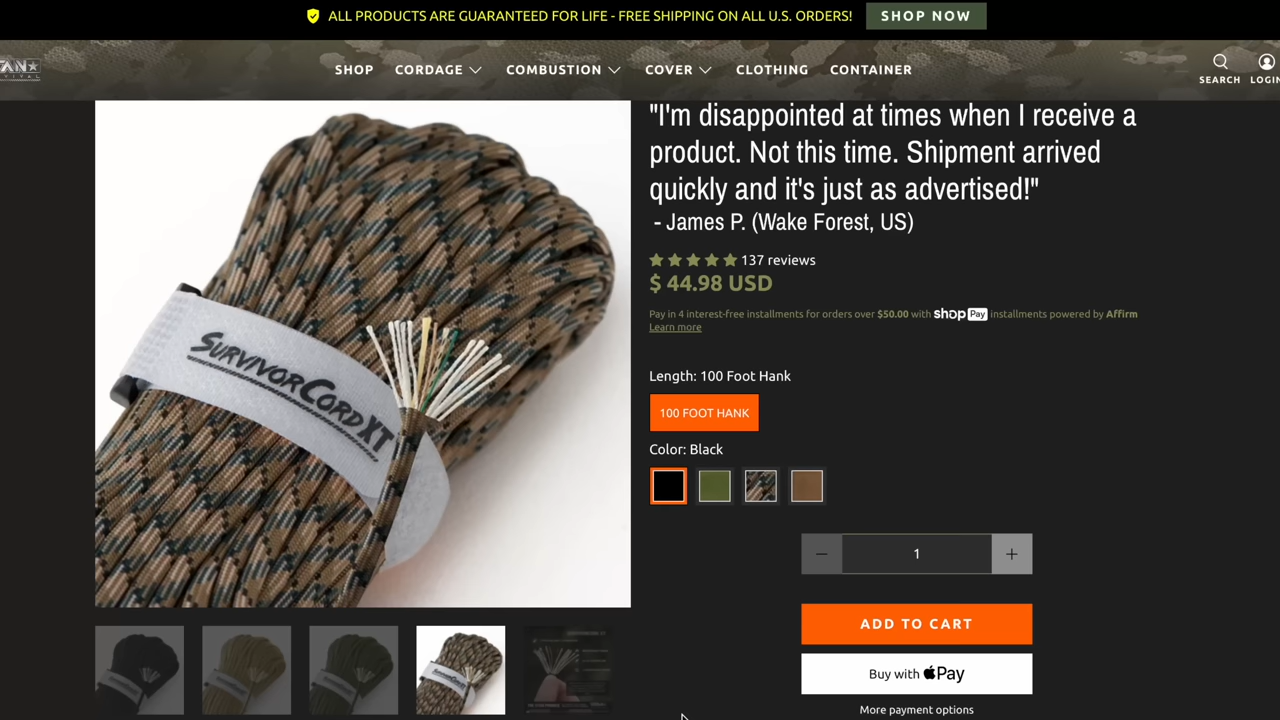 ALL PRODUCTS ARE GUARANTEED FOR LIFE - FREE SHIPPING ON ALL U.S. ORDERS! SHOP NOW
SHOP CORDAGE COMBUSTION COVER CLOTHING CONTAINER
SEARCH LOGIN
"I'm disappointed at times when I receive a
product. Not this time. Shipment arrived
quickly and it's just as advertised!"
- James P. (Wake Forest, US)
137 reviews
$ 44.98 USD
Pay in 4 interest-free installments for orders over $50.00 with shop Pay installments powered by Affirm
Learn more
Length: 100 Foot Hank
100 FOOT HANK
Color: Black
1
ADD TO CART
Buy with Pay
More payment options
SURVIVORCORD XT